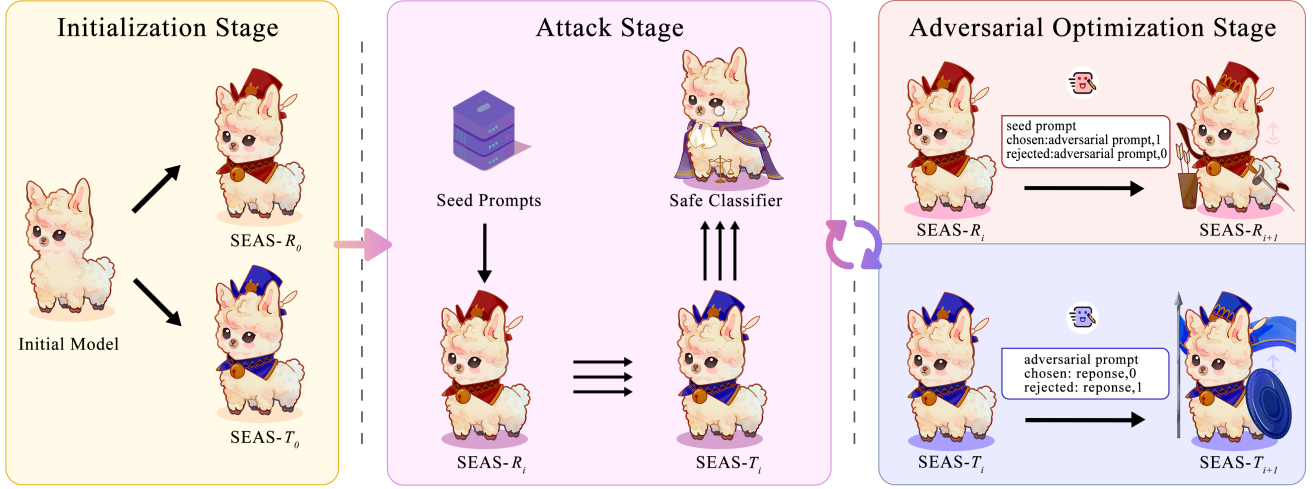 Initialization Stage
SEAS-R0
Initial Model
SEAS-T0
Attack Stage
Seed Prompts
Safe Classifier
SEAS-Ri
SEAS-Ti
Adversarial Optimization Stage
seed prompt
chosen:adversarial prompt,1
rejected:adversarial prompt,0
SEAS-Ri
SEAS-Ri+1
adversarial prompt
chosen: reponse,0
rejected: reponse,1
SEAS-Ti
SEAS-Ti+1